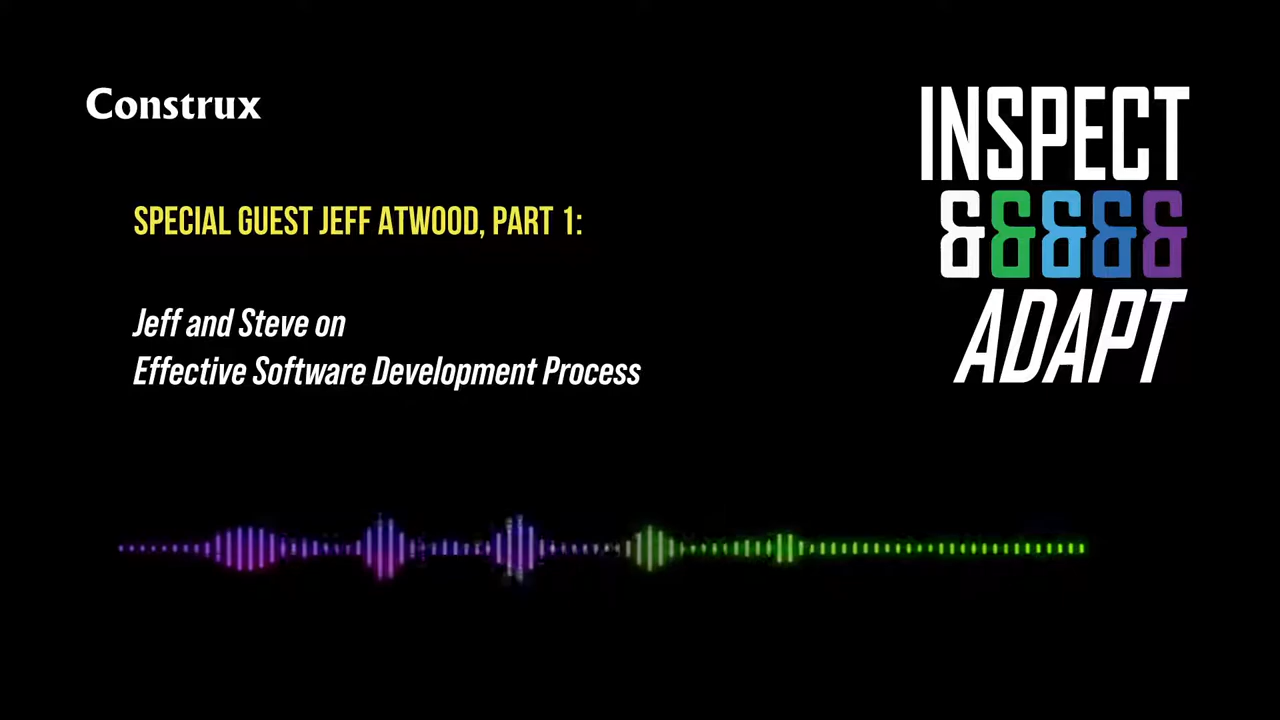 Construx
INSPECT
&&&&&
ADAPT
SPECIAL GUEST JEFF ATWOOD, PART 1:
Jeff and Steve on
Effective Software Development Process